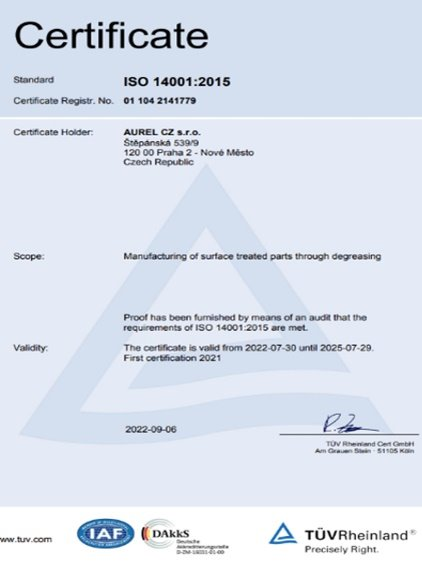 Certificate
Standard ISO 14001:2015
Certificate Registr. No. 01 104 2141779
Certificate Holder: AUREL CZ s.r.o.
Štěpánská 539/9
120 00 Praha 2 - Nové Město
Czech Republic
Scope: Manufacturing of surface treated parts through degreasing
Proof has been furnished by means of an audit that the
requirements of ISO 14001:2015 are met.
Validity: The certificate is valid from 2022-07-30 until 2025-07-29.
First certification 2021
2022-09-06
TÜV Rheinland Cert GmbH
Am Grauen Stein · 51105 Köln
www.tuv.com
IAF
DAkkS
Deutsche
Akkreditierungsstelle
D-ZM-16031-01-00
TÜVRheinland®
Precisely Right.